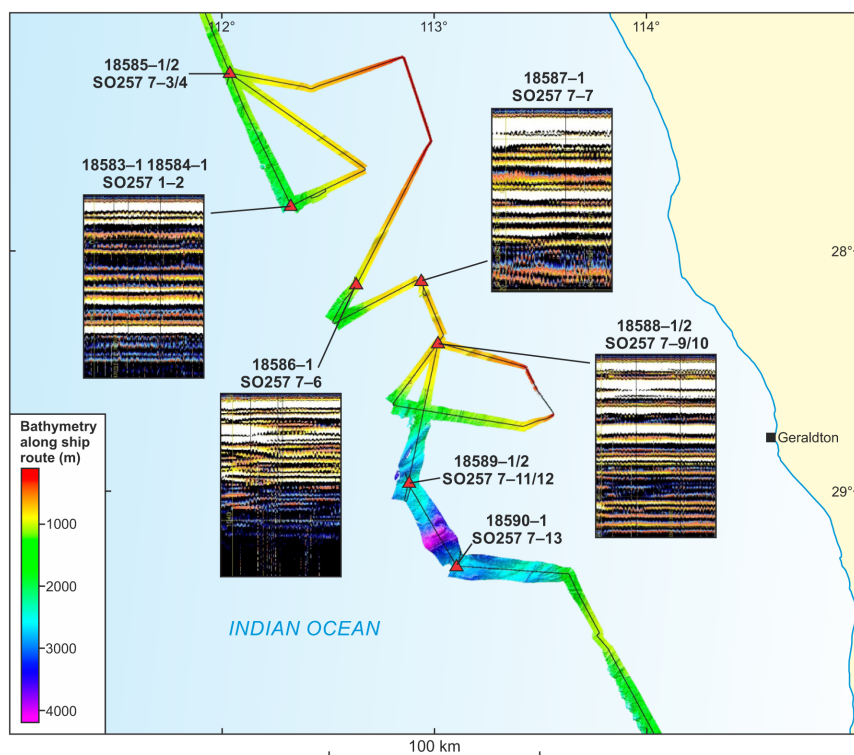 112°
113°
114°
18585–1/2
SO257 7–3/4
18587–1
SO257 7–7
18583–1 18584–1
SO257 1–2
28°
18588–1/2
SO257 7–9/10
18586–1
SO257 7–6
Bathymetry
along ship
route (m)
1000
2000
3000
4000
Geraldton
18589–1/2
SO257 7–11/12
29°
18590–1
SO257 7–13
INDIAN OCEAN
100 km